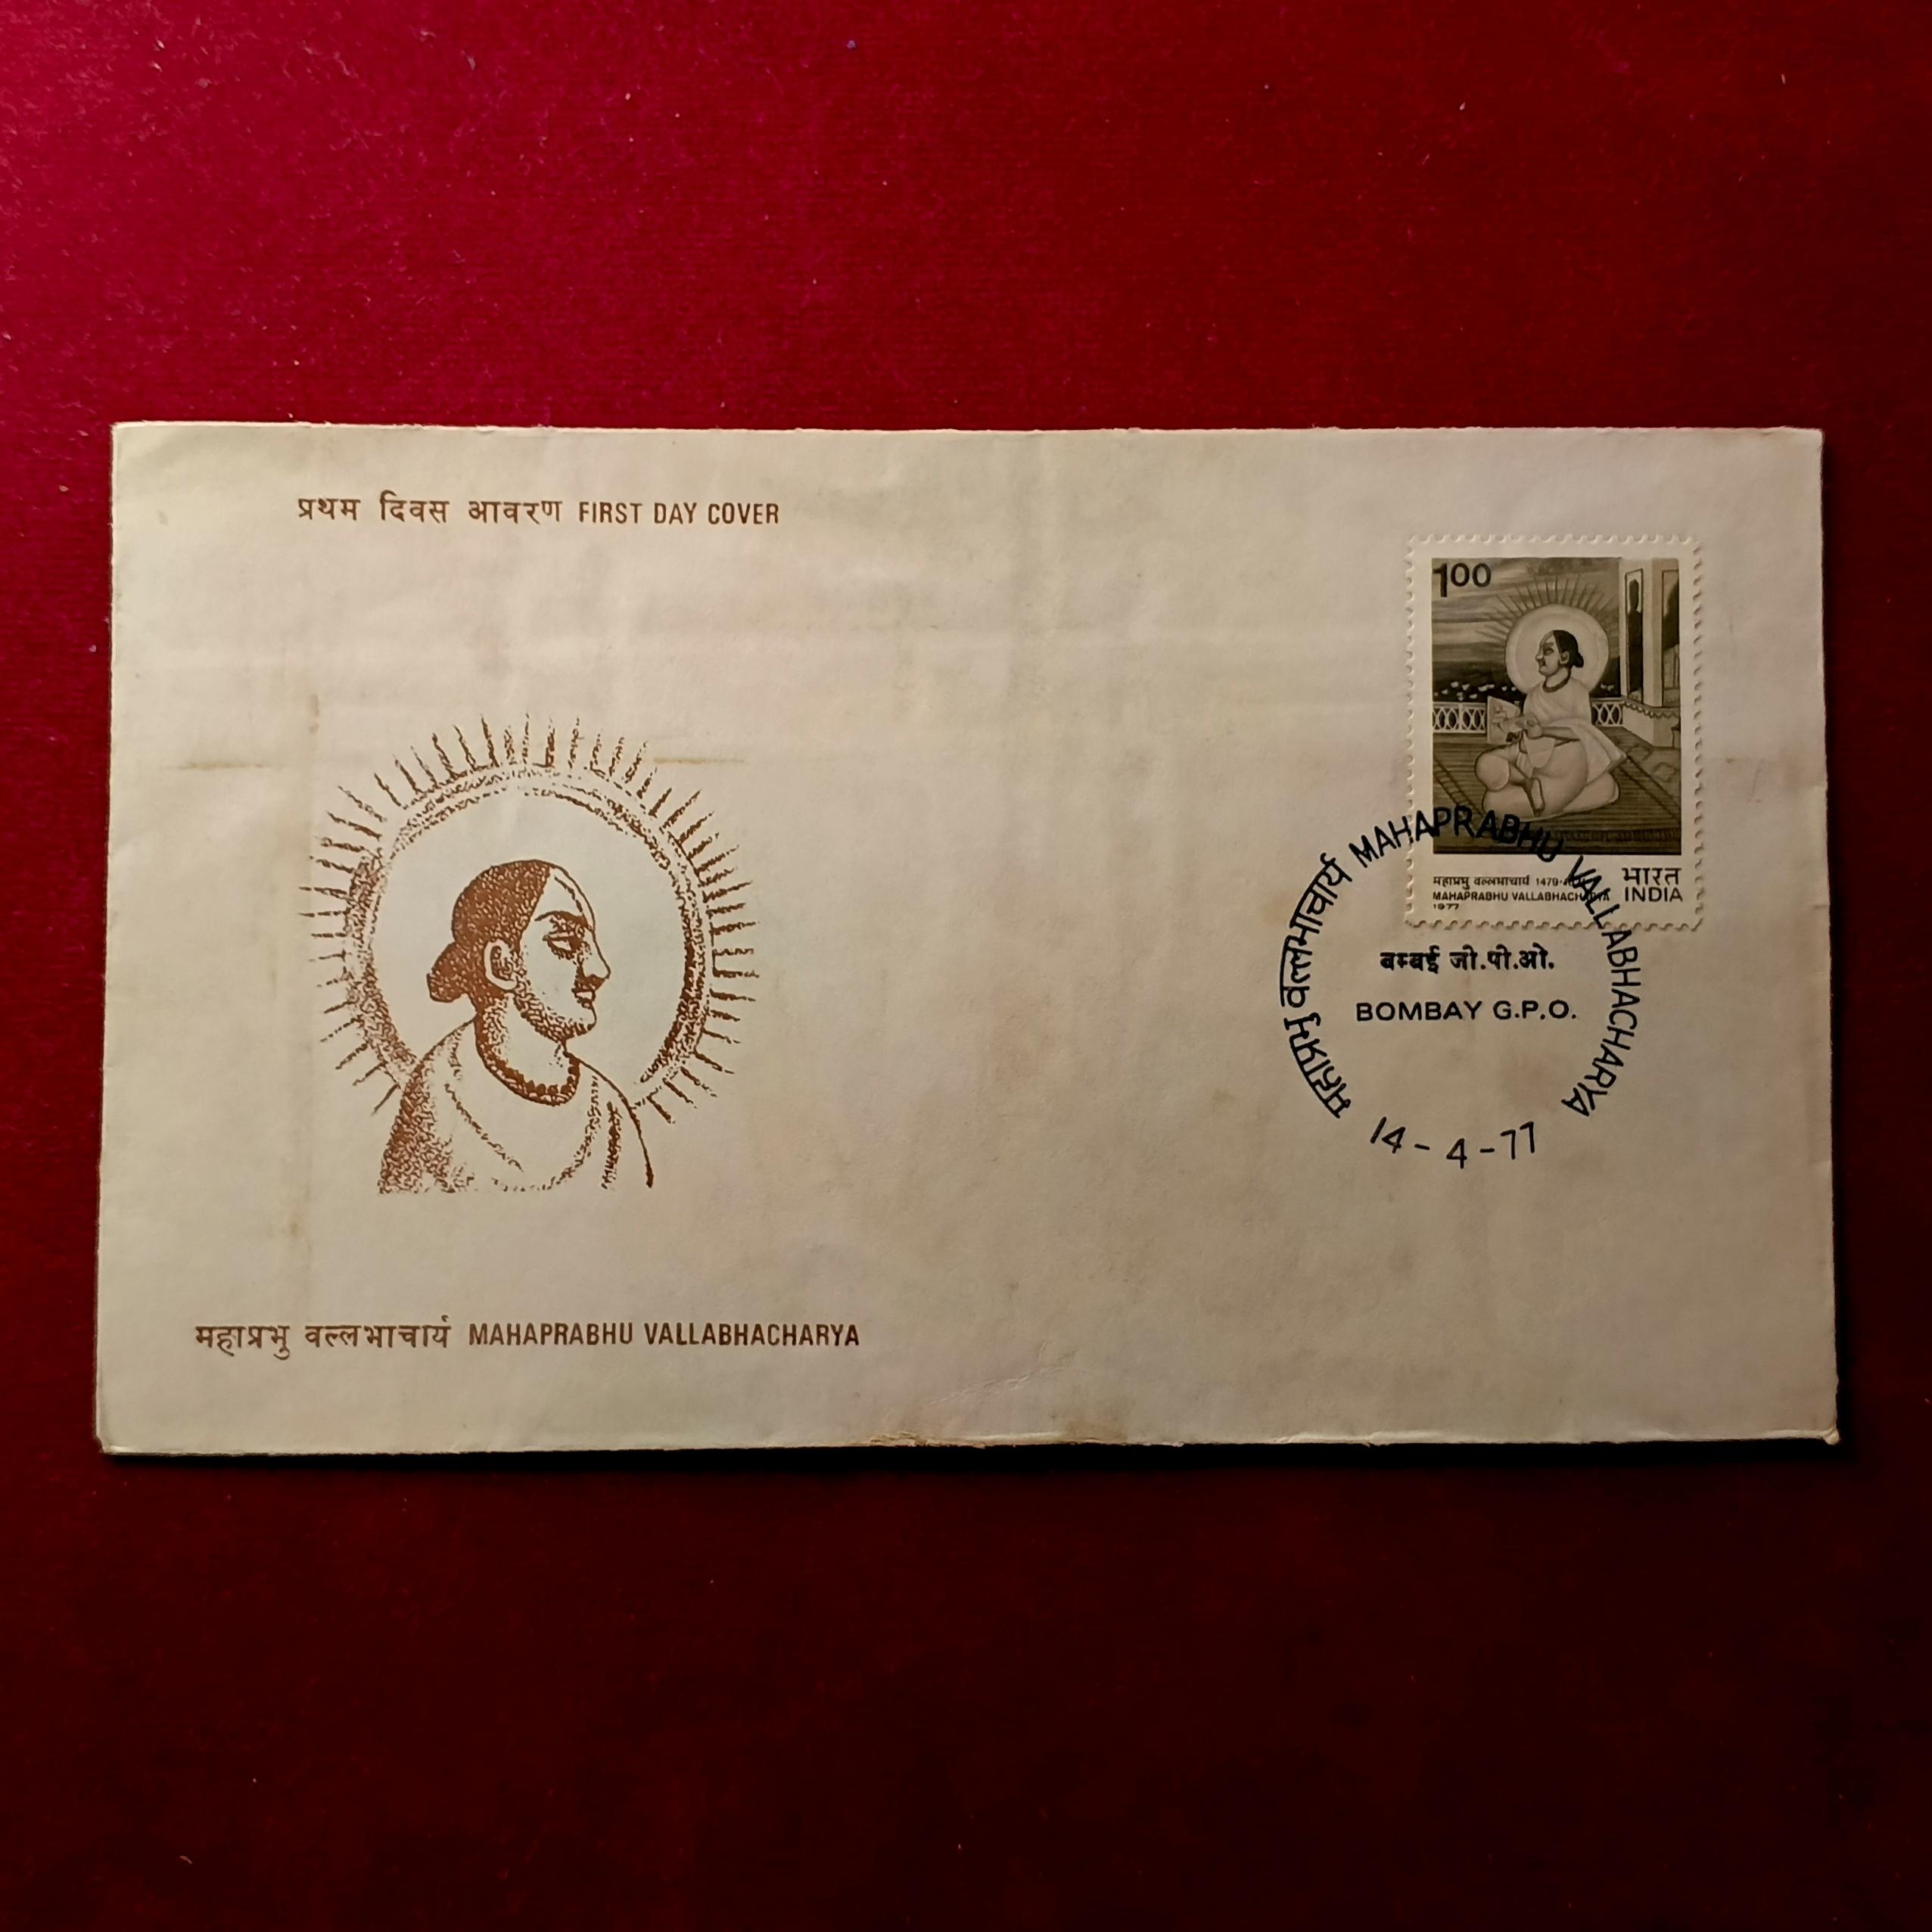 प्रथम दिवस आवरण FIRST DAY COVER
1.00
महाप्रभु वल्लभाचार्य 1479-
भारत
MAHAPRABHU VALLABHACHARYA
INDIA
1977
महाप्रभु वल्लभाचार्य MAHAPRABHU VALLABHACHARYA
बम्बई जी.पी.ओ.
BOMBAY G.P.O.
14-4-77
महाप्रभु वल्लभाचार्य MAHAPRABHU VALLABHACHARYA